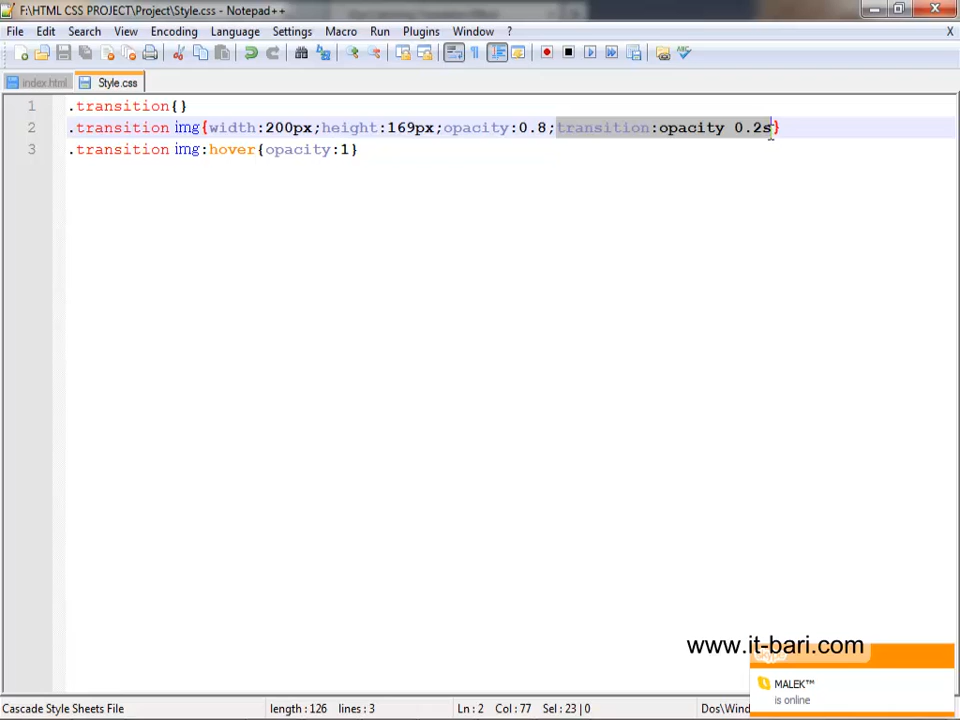 F:\HTML CSS PROJECT\Project\Style.css - Notepad++
File Edit Search View Encoding Language Settings Macro Run Plugins Window ? X
index.html Style.css
1 .transition{}
2 .transition img{width:200px;height:169px;opacity:0.8;transition:opacity 0.2s}
3 .transition img:hover{opacity:1}
www.it-bari.com
MALEK™
is online
Cascade Style Sheets File length : 126 lines : 3 Ln : 2 Col : 77 Sel : 23 | 0 Dos\Wind